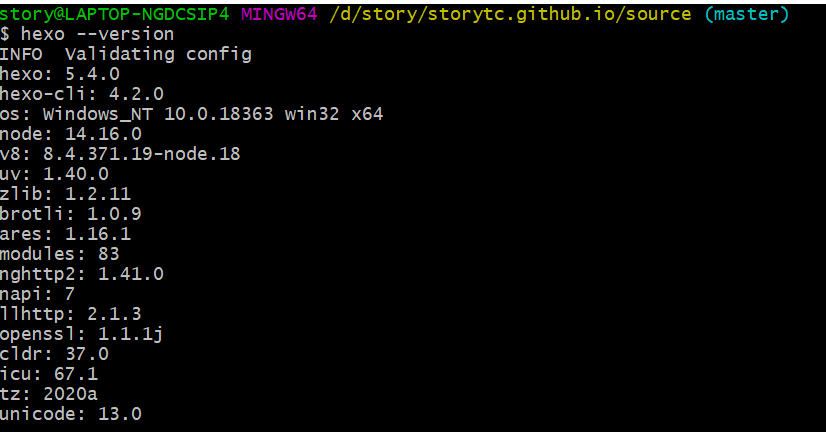 story@LAPTOP-NGDCSIP4 MINGW64 /d/story/storytc.github.io/source (master)
$ hexo --version
INFO  Validating config
hexo: 5.4.0
hexo-cli: 4.2.0
os: Windows_NT 10.0.18363 win32 x64
node: 14.16.0
v8: 8.4.371.19-node.18
uv: 1.40.0
zlib: 1.2.11
brotli: 1.0.9
ares: 1.16.1
modules: 83
nghttp2: 1.41.0
napi: 7
llhttp: 2.1.3
openssl: 1.1.1j
cldr: 37.0
icu: 67.1
tz: 2020a
unicode: 13.0